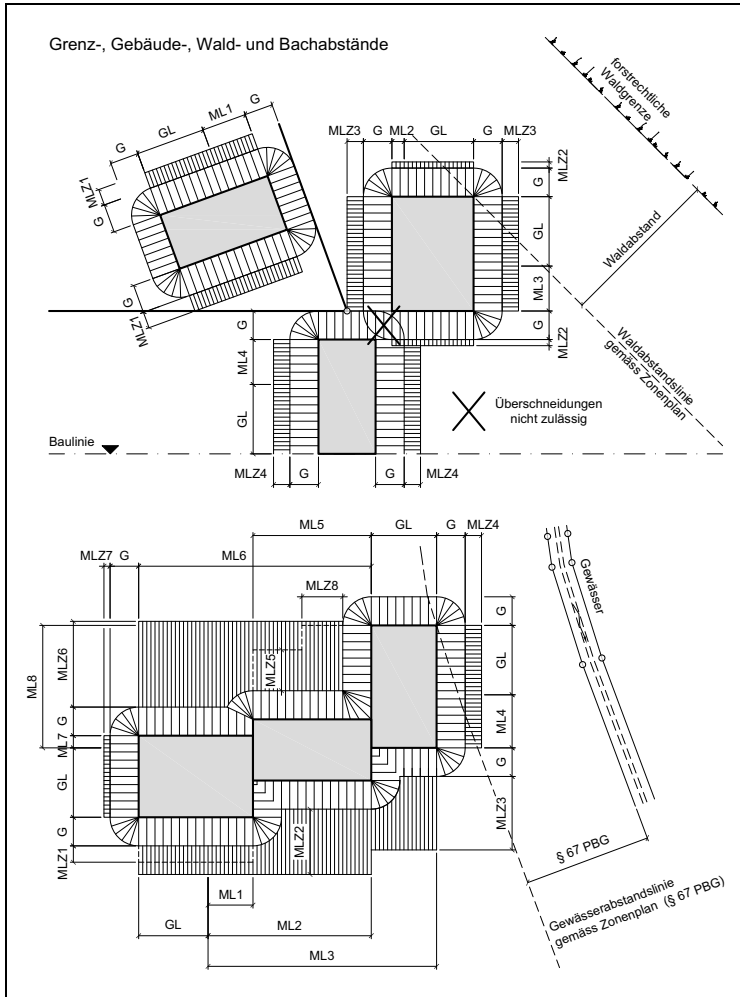 Grenz-, Gebäude-, Wald- und Bachabstände
forstrechtliche
Waldgrenze
G
GL
ML1
G
MLZ1
G
G
MLZ1
MLZ3
G
ML2
GL
G
MLZ3
MLZ2
G
GL
ML3
G
MLZ2
Waldabstand
Waldabstandslinie
gemäss Zonenplan
G
ML4
GL
Überschneidungen
nicht zulässig
Baulinie
MLZ4
G
G
MLZ4
ML5
GL
G
MLZ4
MLZ7
G
ML6
MLZ8
Gewässer
G
GL
ML4
G
MLZ3
ML8
MLZ6
MLZ5
G
ML7
GL
G
MLZ1
MLZ2
ML1
GL
ML2
ML3
§ 67 PBG
Gewässerabstandslinie
gemäss Zonenplan (§ 67 PBG)